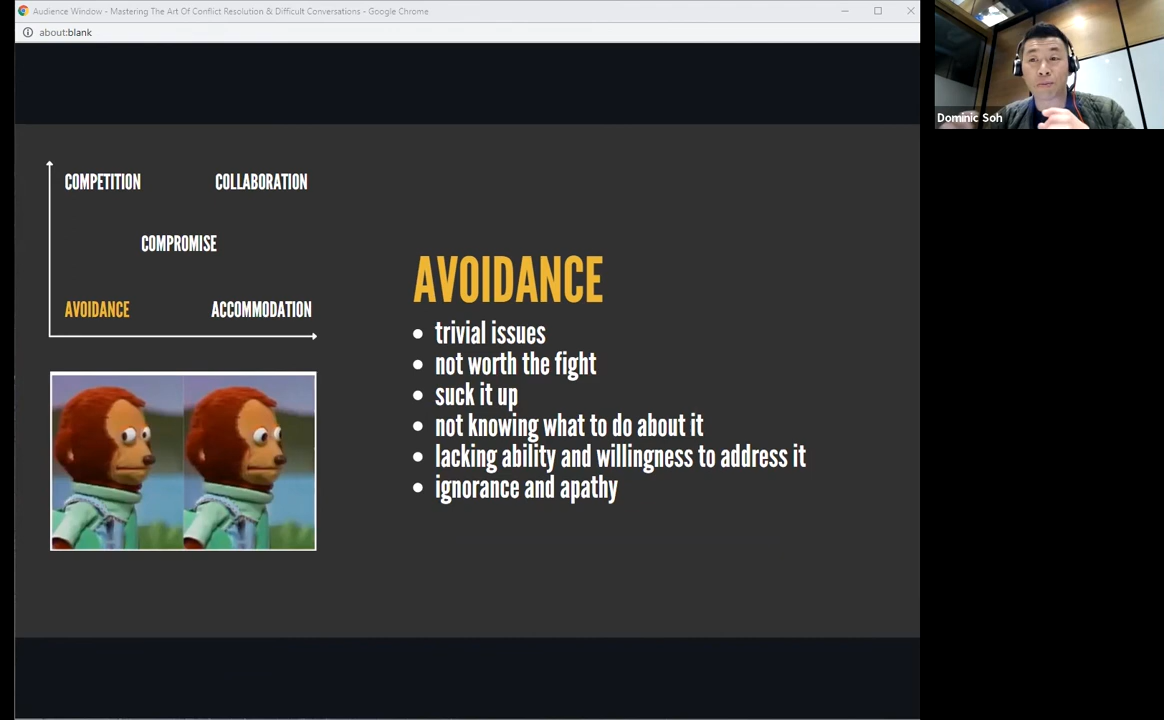 Audience Window - Mastering The Art Of Conflict Resolution & Difficult Conversations - Google Chrome
about:blank
COMPETITION
COLLABORATION
COMPROMISE
AVOIDANCE
ACCOMMODATION
AVOIDANCE
• trivial issues
• not worth the fight
• suck it up
• not knowing what to do about it
• lacking ability and willingness to address it
• ignorance and apathy
Dominic Soh